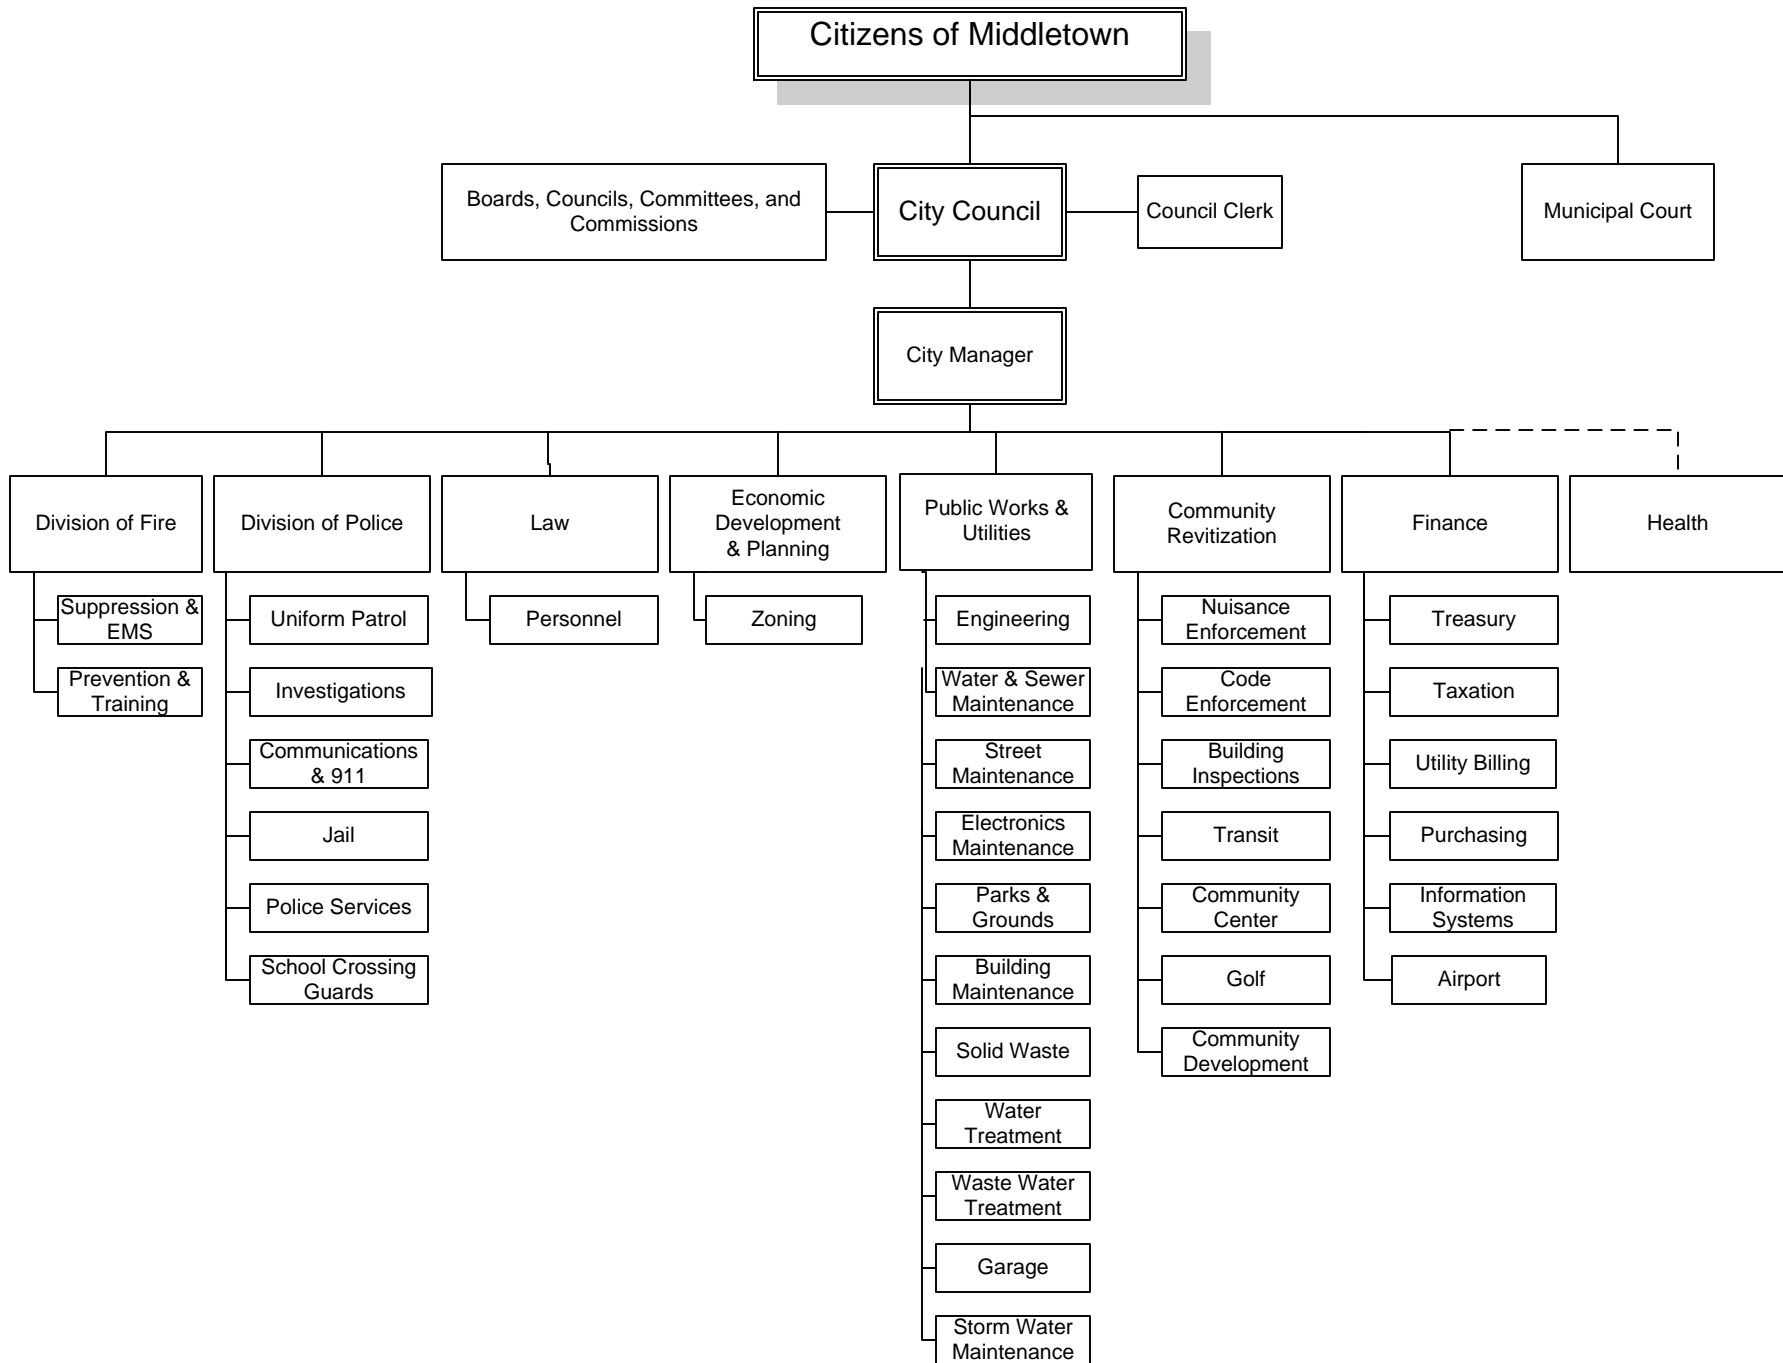 Citizens of Middletown
Boards, Councils, Committees, and
Commissions
City Council
Council Clerk
Municipal Court
City Manager
Division of Fire
Division of Police
Law
Economic
Development
& Planning
Public Works &
Utilities
Community
Revitization
Finance
Health
Suppression &
EMS
Prevention &
Training
Uniform Patrol
Investigations
Communications
& 911
Jail
Police Services
School Crossing
Guards
Personnel
Zoning
Engineering
Water & Sewer
Maintenance
Street
Maintenance
Electronics
Maintenance
Parks &
Grounds
Building
Maintenance
Solid Waste
Water
Treatment
Waste Water
Treatment
Garage
Storm Water
Maintenance
Nuisance
Enforcement
Code
Enforcement
Building
Inspections
Transit
Community
Center
Golf
Community
Development
Treasury
Taxation
Utility Billing
Purchasing
Information
Systems
Airport